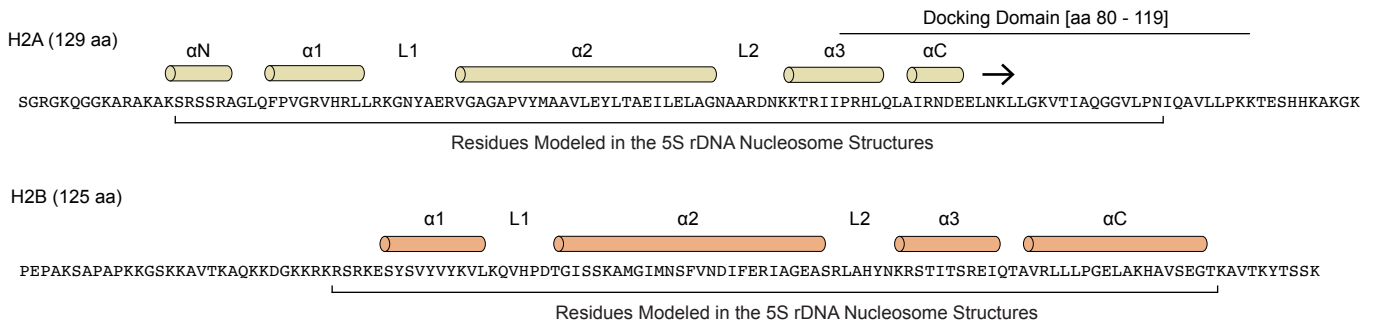 Docking Domain [aa 80 - 119]
H2A (129 aa)
αN α1 L1 α2 L2 α3 αC
SGRGKQGGKARAKAKSRSSRAGLQFPVGRVHRLLRKGNYAERVGAGAPVYMAAVLEYLTAEILELAGNAARDNKKTRIIPRHLQLAIRNDEELNKLLGKVTIAQGGVLPNIQAVLLPKKTESHHKAKGK
Residues Modeled in the 5S rDNA Nucleosome Structures
H2B (125 aa)
α1 L1 α2 L2 α3 αC
PEPAKSAPAPKKGSKKAVTKAQKKDGKKRKRSRKESYSVYVYKVLKQVHPDTGISSKAMGIMNSFVNDIFERIAGEASRLAHYNKRSTITSREIQTAVRLLLPGELAKHAVSEGTKAVTKYTSSK
Residues Modeled in the 5S rDNA Nucleosome Structures